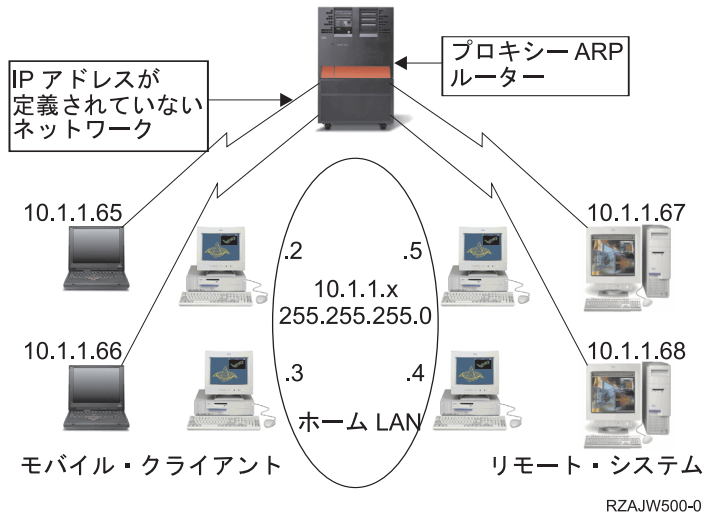 プロキシー ARP
ルーター
IP アドレスが
定義されていない
ネットワーク
10.1.1.65
10.1.1.67
.2
.5
10.1.1.x
255.255.255.0
10.1.1.66
10.1.1.68
.3
.4
ホーム LAN
モバイル・クライアント
リモート・システム
RZAJW500-0